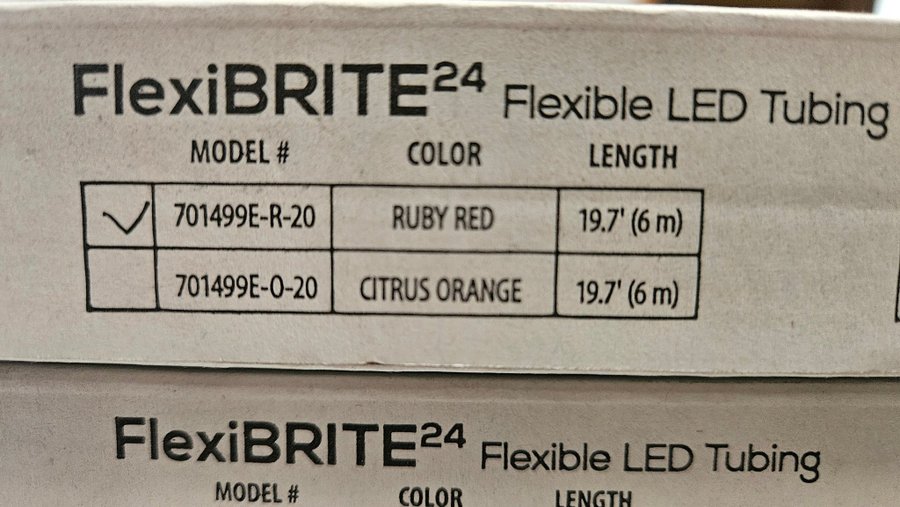 FlexiBRITE²⁴ Flexible LED Tubing
MODEL # COLOR LENGTH
701499E-R-20 RUBY RED 19.7' (6 m)
701499E-O-20 CITRUS ORANGE 19.7' (6 m)
FlexiBRITE²⁴ Flexible LED Tubing
MODEL # COLOR LENGTH